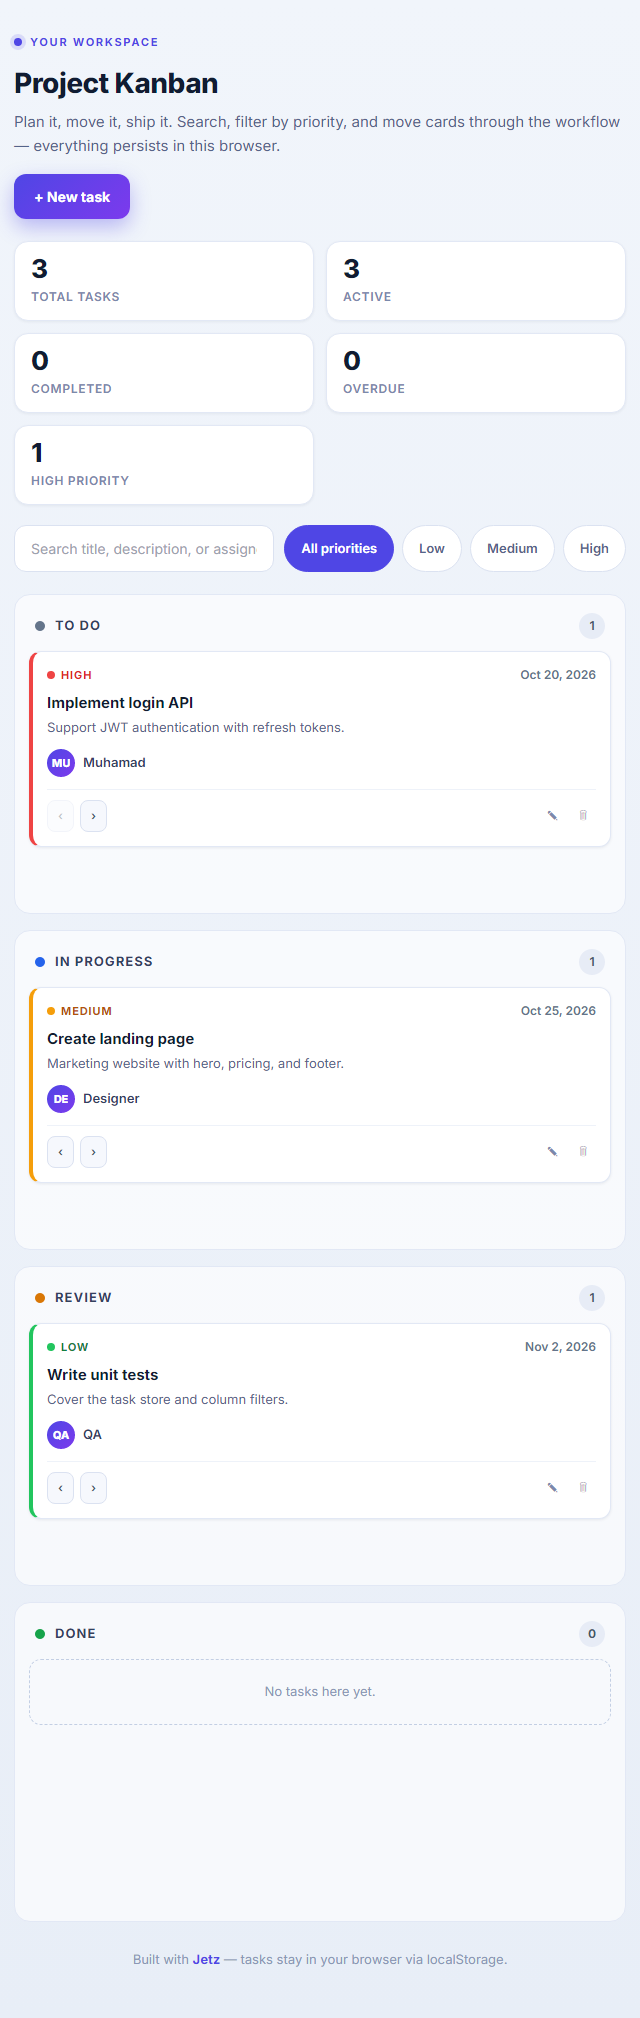 YOUR WORKSPACE
Project Kanban
Plan it, move it, ship it. Search, filter by priority, and move cards through the workflow
— everything persists in this browser.
+ New task
3
TOTAL TASKS
3
ACTIVE
0
COMPLETED
0
OVERDUE
1
HIGH PRIORITY
Search title, description, or assign
All priorities
Low
Medium
High
TO DO
1
HIGH
Oct 20, 2026
Implement login API
Support JWT authentication with refresh tokens.
MU
Muhamad
‹
›
IN PROGRESS
1
MEDIUM
Oct 25, 2026
Create landing page
Marketing website with hero, pricing, and footer.
DE
Designer
‹
›
REVIEW
1
LOW
Nov 2, 2026
Write unit tests
Cover the task store and column filters.
QA
QA
‹
›
DONE
0
No tasks here yet.
Built with Jetz — tasks stay in your browser via localStorage.